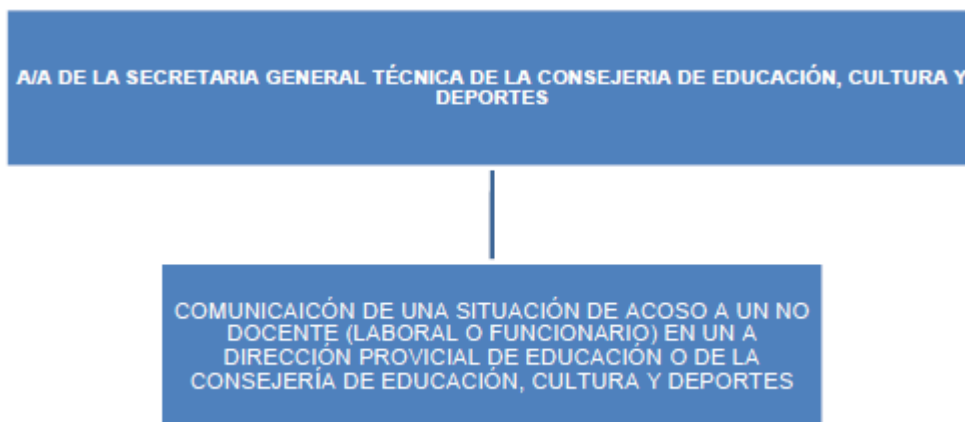 A/A DE LA SECRETARIA GENERAL TÉCNICA DE LA CONSEJERIA DE EDUCACIÓN, CULTURA Y
DEPORTES
COMUNICAICÓN DE UNA SITUACIÓN DE ACOSO A UN NO
DOCENTE (LABORAL O FUNCIONARIO) EN UN A
DIRECCIÓN PROVICIAL DE EDUCACIÓN O DE LA
CONSEJERÍA DE EDUCACIÓN, CULTURA Y DEPORTES